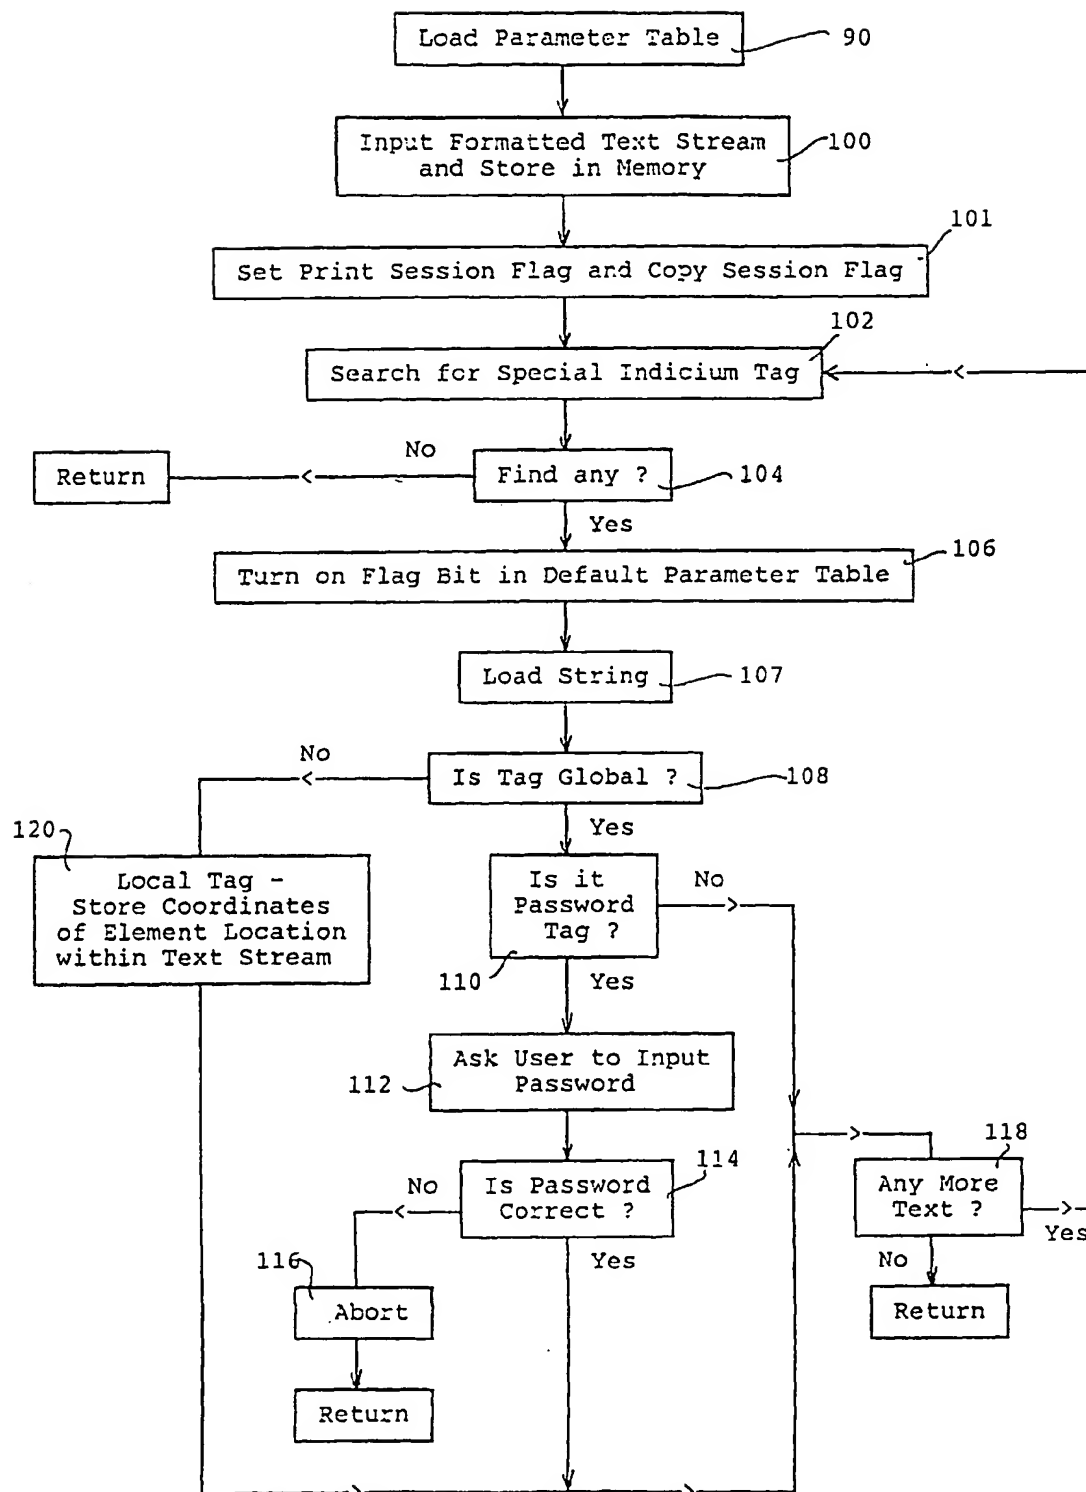 Load Parameter Table
90
Input Formatted Text Stream
and Store in Memory
100
101
Set Print Session Flag and Copy Session Flag
102
Search for Special Indicium Tag
No
Return
Find any ?
104
Yes
106
Turn on Flag Bit in Default Parameter Table
Load String
107
No
Is Tag Global ?
108
Yes
120
Local Tag -
Store Coordinates
of Element Location
within Text Stream
Is it
Password
Tag ?
No
110
Yes
Ask User to Input
Password
112
118
Any More
Text ?
Yes
No
Return
114
No
Is Password
Correct ?
Yes
116
Abort
Return